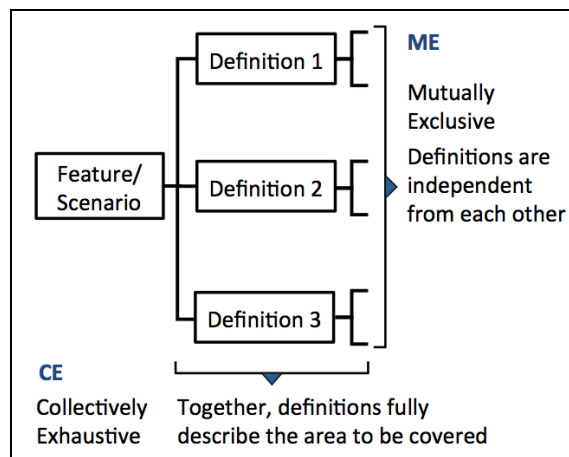 Definition 1
ME
Mutually
Exclusive
Definitions are
independent
from each other
Feature/
Scenario
Definition 2
Definition 3
CE
Collectively
Exhaustive
Together, definitions fully
describe the area to be covered